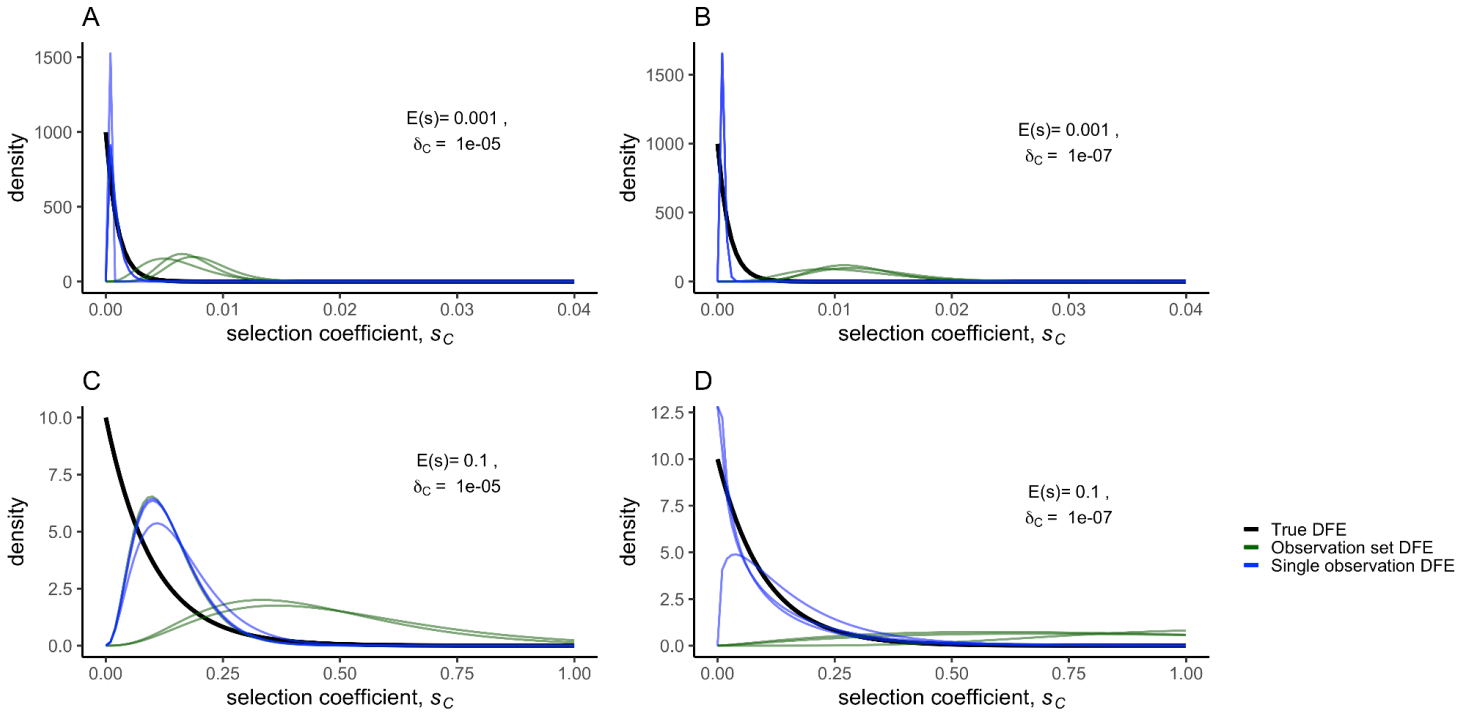 A
1500
1000
500
0
density
E(s)= 0.001 ,
δC = 1e-05
0.00 0.01 0.02 0.03 0.04
selection coefficient, sC
B
1500
1000
500
0
density
E(s)= 0.001 ,
δC = 1e-07
0.00 0.01 0.02 0.03 0.04
selection coefficient, sC
C
10.0
7.5
5.0
2.5
0.0
density
E(s)= 0.1 ,
δC = 1e-05
0.00 0.25 0.50 0.75 1.00
selection coefficient, sC
D
12.5
10.0
7.5
5.0
2.5
0.0
density
E(s)= 0.1 ,
δC = 1e-07
0.00 0.25 0.50 0.75 1.00
selection coefficient, sC
True DFE
Observation set DFE
Single observation DFE